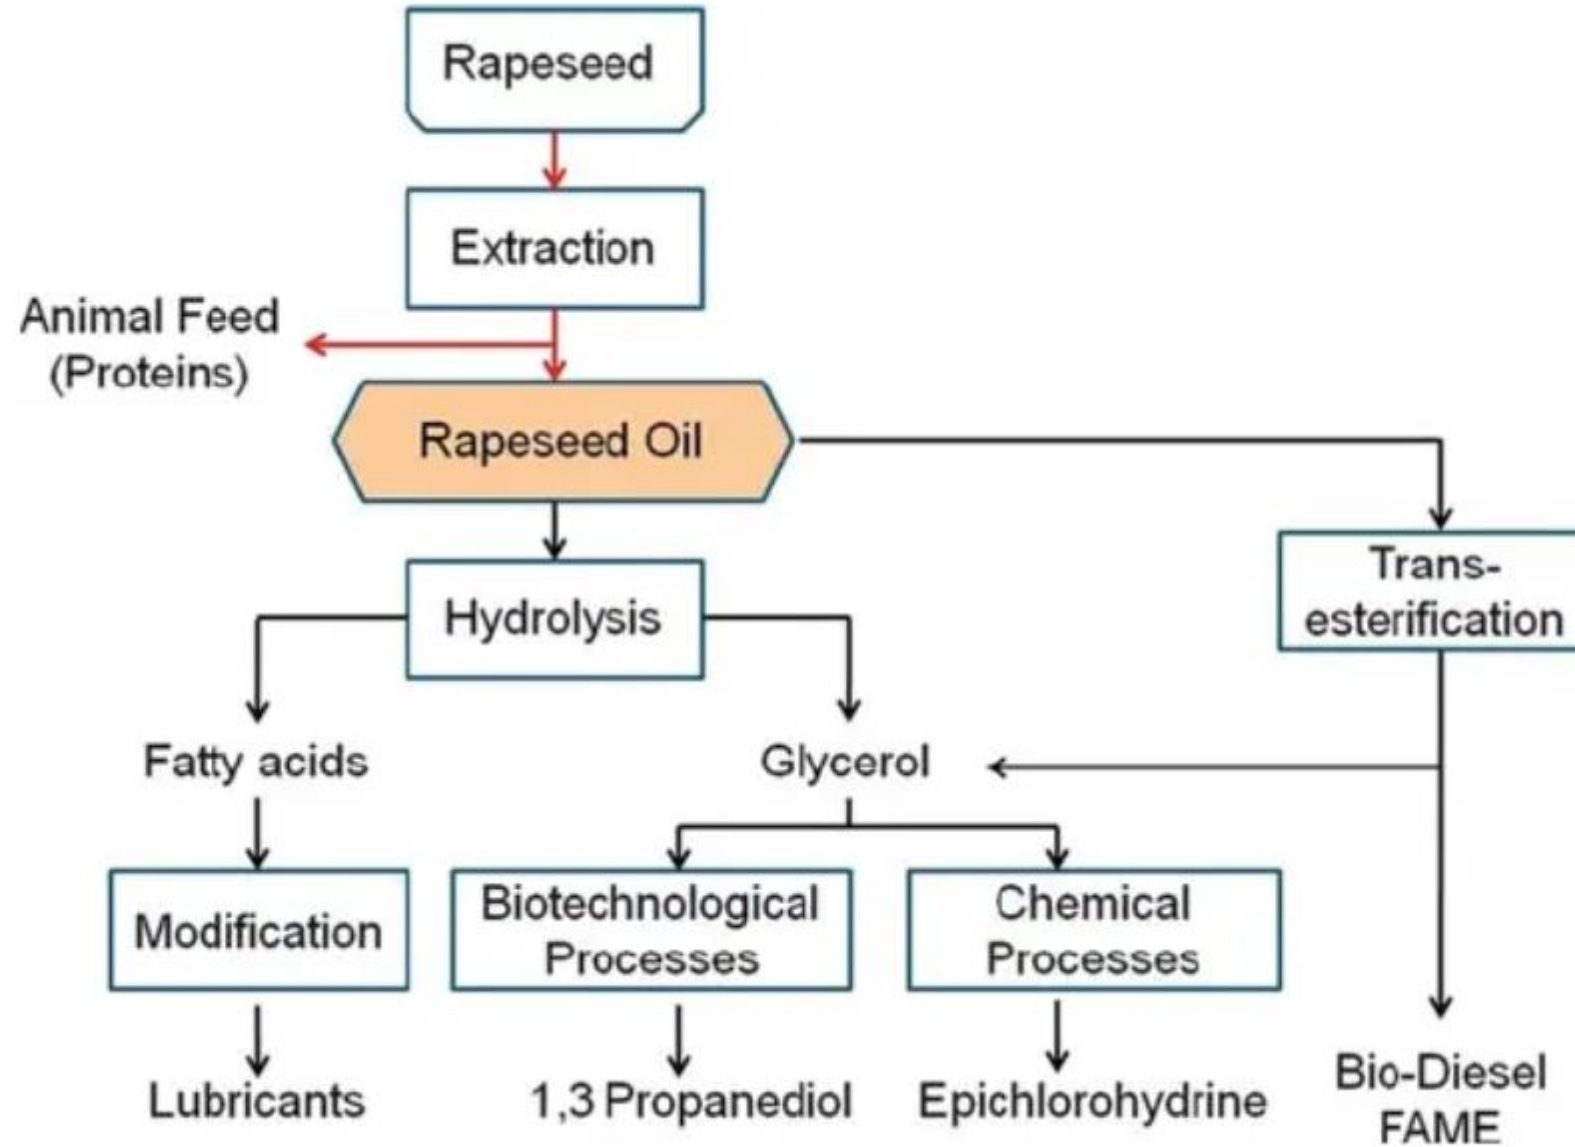 Rapeseed
Extraction
Animal Feed
(Proteins)
Rapeseed Oil
Trans-
esterification
Hydrolysis
Fatty acids
Glycerol
Modification
Biotechnological
Processes
Chemical
Processes
Lubricants
1,3 Propanediol
Epichlorohydrine
Bio-Diesel
FAME